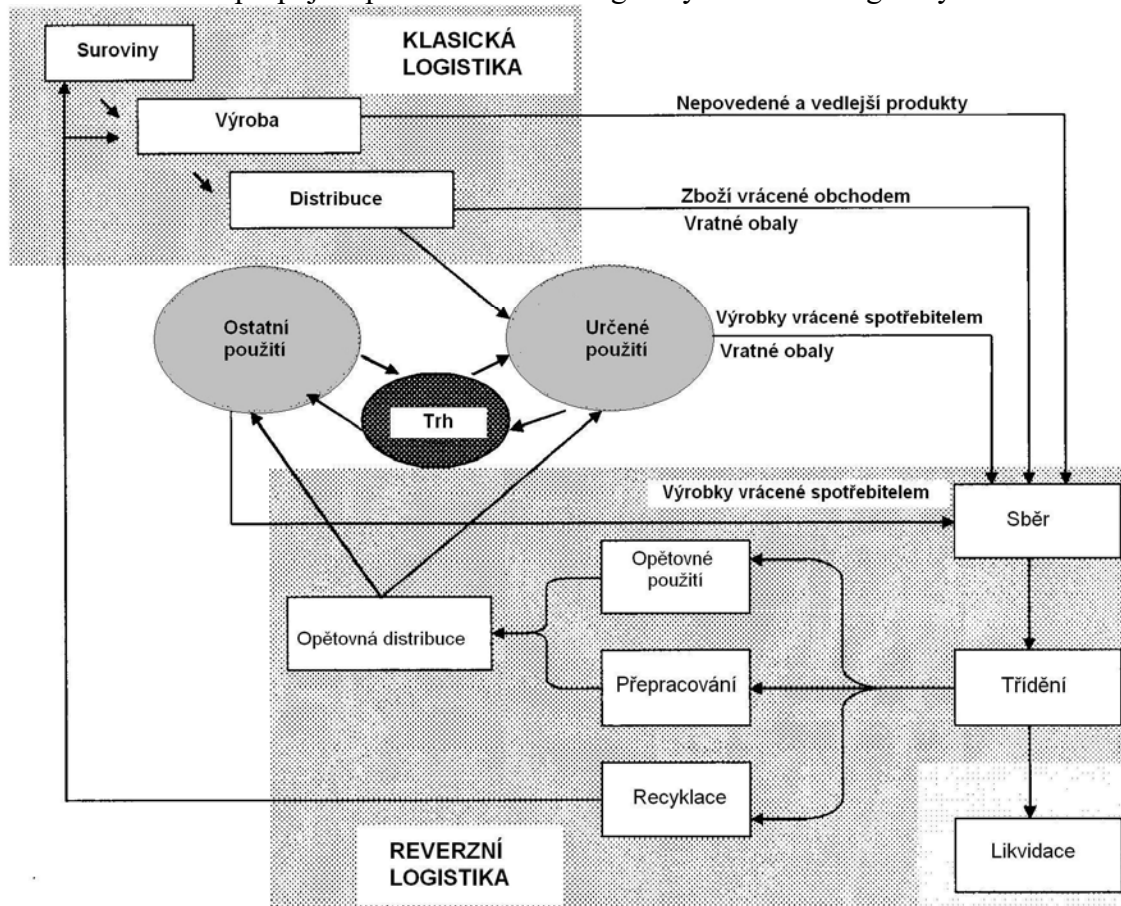 KLASICKÁ
LOGISTIKA
Suroviny
Výroba
Nepovedené a vedlejší produkty
Distribuce
Zboží vrácené obchodem
Vratné obaly
Ostatní
použití
Určené
použití
Výrobky vrácené spotřebitelem
Vratné obaly
Trh
Výrobky vrácené spotřebitelem
Sběr
Opětovné
použití
Opětovná distribuce
Přepracování
Třídění
Recyklace
Likvidace
REVERZNÍ
LOGISTIKA